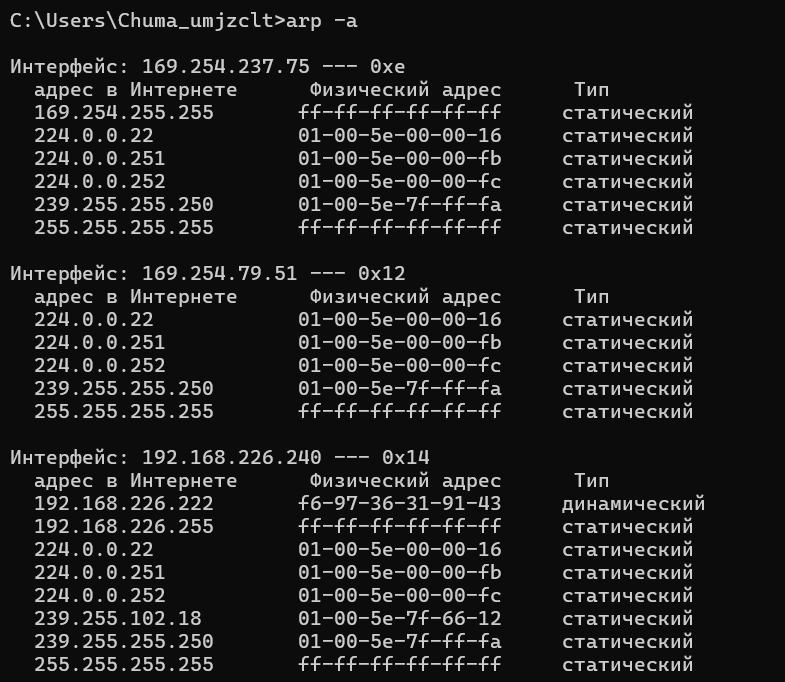 C:\Users\Chuma_umjzclt>arp -a
Интерфейс: 169.254.237.75 --- 0xe
адрес в Интернете Физический адрес Тип
169.254.255.255 ff-ff-ff-ff-ff-ff статический
224.0.0.22 01-00-5e-00-00-16 статический
224.0.0.251 01-00-5e-00-00-fb статический
224.0.0.252 01-00-5e-00-00-fc статический
239.255.255.250 01-00-5e-7f-ff-fa статический
255.255.255.255 ff-ff-ff-ff-ff-ff статический
Интерфейс: 169.254.79.51 --- 0x12
адрес в Интернете Физический адрес Тип
224.0.0.22 01-00-5e-00-00-16 статический
224.0.0.251 01-00-5e-00-00-fb статический
224.0.0.252 01-00-5e-00-00-fc статический
239.255.255.250 01-00-5e-7f-ff-fa статический
255.255.255.255 ff-ff-ff-ff-ff-ff статический
Интерфейс: 192.168.226.240 --- 0x14
адрес в Интернете Физический адрес Тип
192.168.226.222 f6-97-36-31-91-43 динамический
192.168.226.255 ff-ff-ff-ff-ff-ff статический
224.0.0.22 01-00-5e-00-00-16 статический
224.0.0.251 01-00-5e-00-00-fb статический
224.0.0.252 01-00-5e-00-00-fc статический
239.255.102.18 01-00-5e-7f-66-12 статический
239.255.255.250 01-00-5e-7f-ff-fa статический
255.255.255.255 ff-ff-ff-ff-ff-ff статический